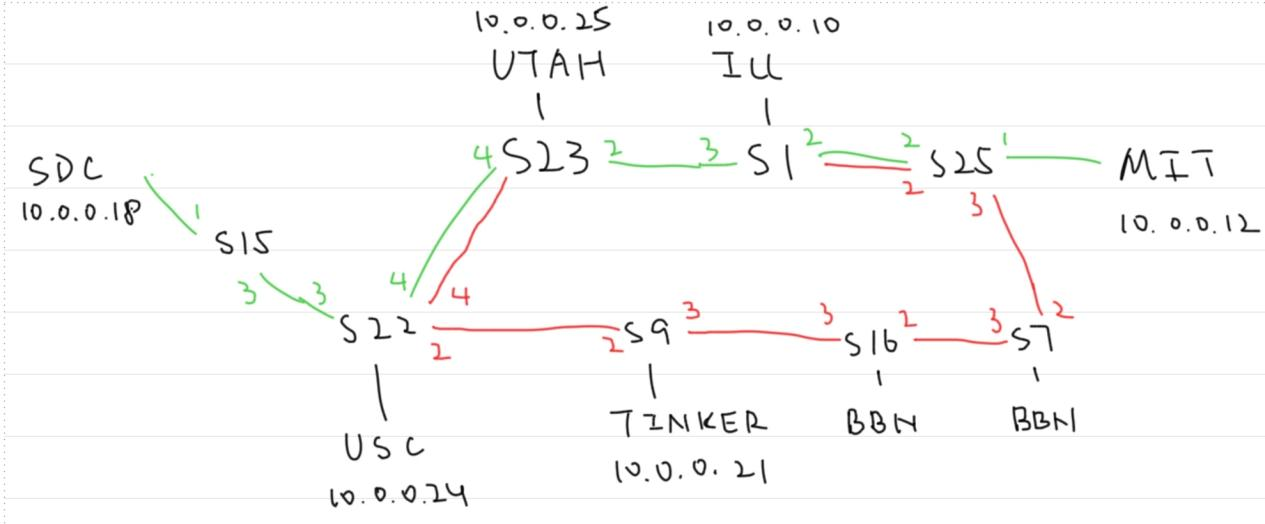 10.0.0.25
UTAH
10.0.0.10
ILL
SDC
10.0.0.18
1
S15
3
3
4
S23
2
3
S1
2
2
2
S25
1
MIT
10.0.0.12
3
4
4
S22
2
2
S9
3
3
S16
2
3
S7
2
USC
10.0.0.24
TINKER
10.0.0.21
BBN
BBN